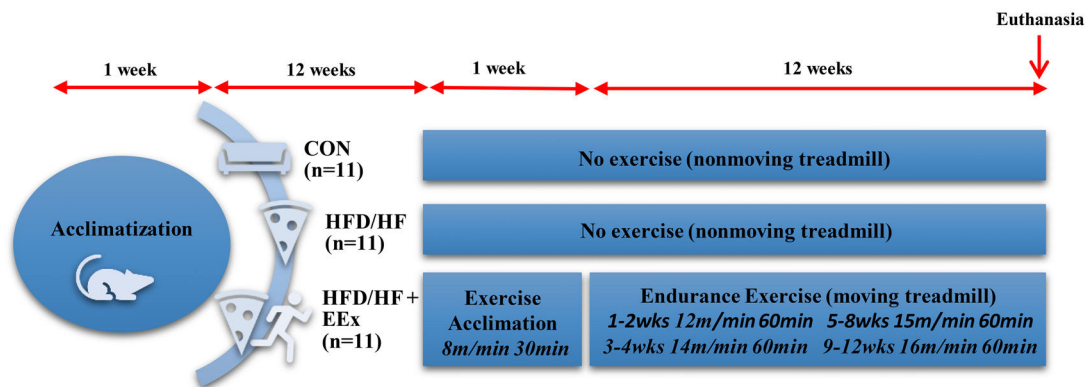 Euthanasia
1 week
12 weeks
1 week
12 weeks
CON
(n=11)
No exercise (nonmoving treadmill)
Acclimatization
HFD/HF
(n=11)
No exercise (nonmoving treadmill)
HFD/HF +
EEx
(n=11)
Exercise
Acclimation
8m/min 30min
Endurance Exercise (moving treadmill)
1-2wks 12m/min 60min 5-8wks 15m/min 60min
3-4wks 14m/min 60min 9-12wks 16m/min 60min